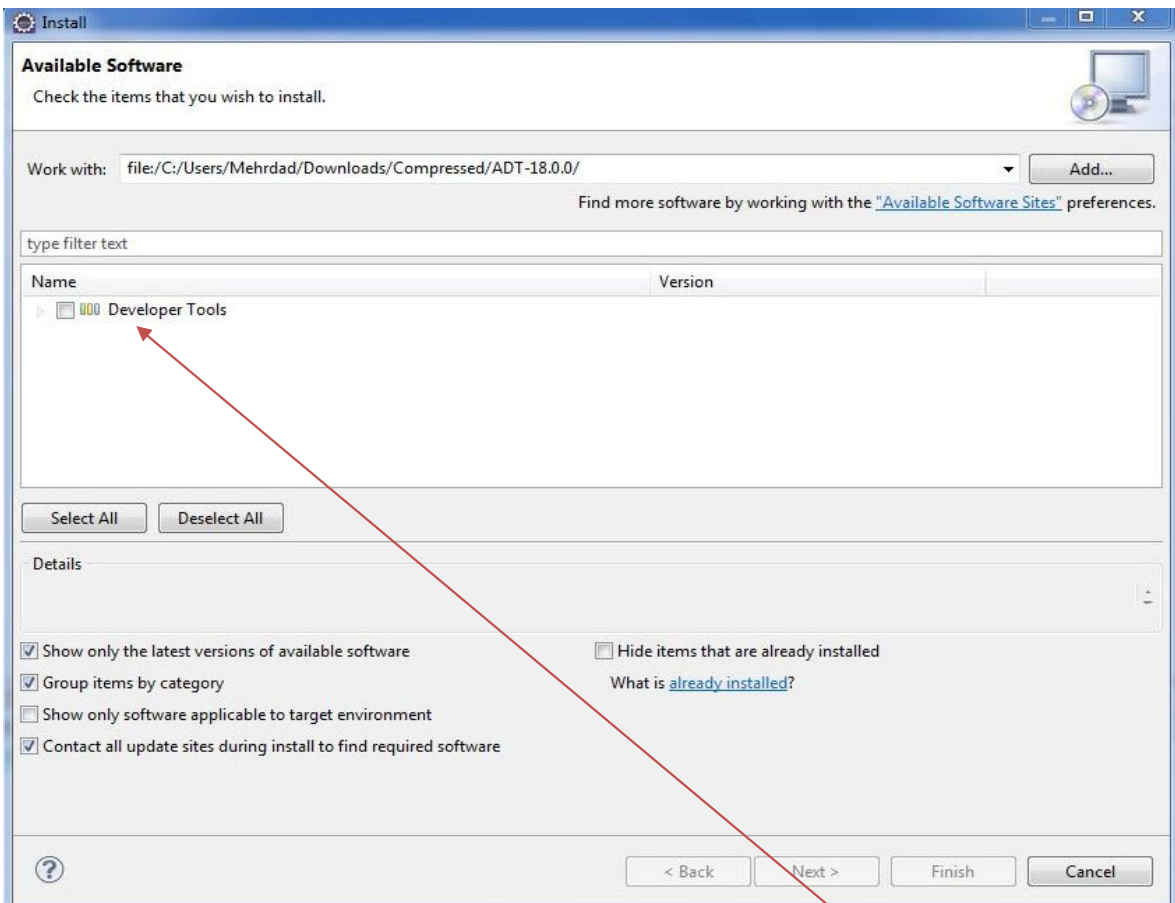 Install
Available Software
Check the items that you wish to install.
Work with: file:/C:/Users/Mehrdad/Downloads/Compressed/ADT-18.0.0/ Add...
Find more software by working with the "Available Software Sites" preferences.
type filter text
Name Version
Developer Tools
Select All Deselect All
Details
Show only the latest versions of available software Hide items that are already installed
Group items by category What is already installed?
Show only software applicable to target environment
Contact all update sites during install to find required software
? < Back Next > Finish Cancel